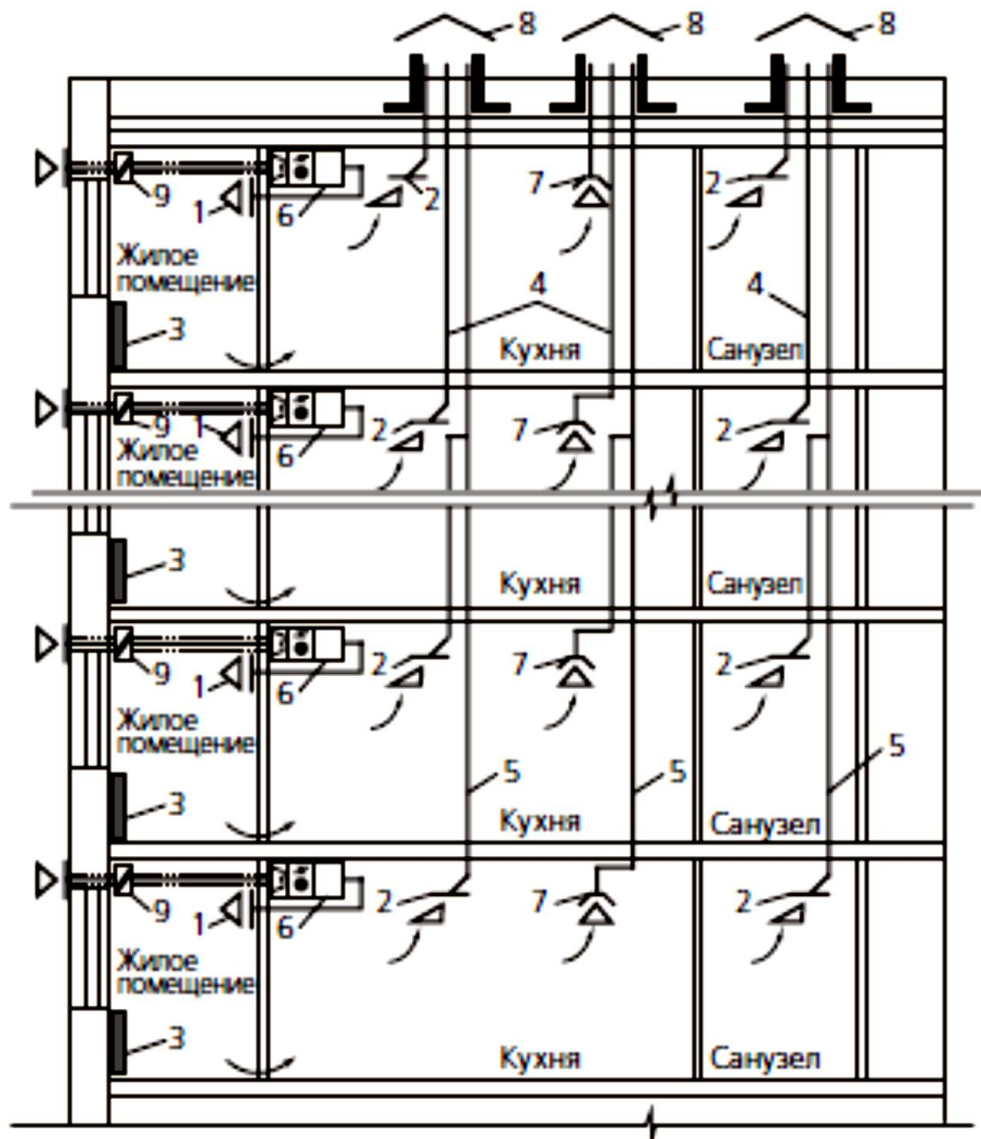 8 8 8
9
1
6
2
7
2
Жилое
помещение
4
4
3
Кухня
Санузел
9
1
6
2
7
2
Жилое
помещение
3
Кухня
Санузел
9
1
6
2
7
2
Жилое
помещение
5
5
5
3
Кухня
Санузел
9
1
6
2
7
2
Жилое
помещение
3
Кухня
Санузел